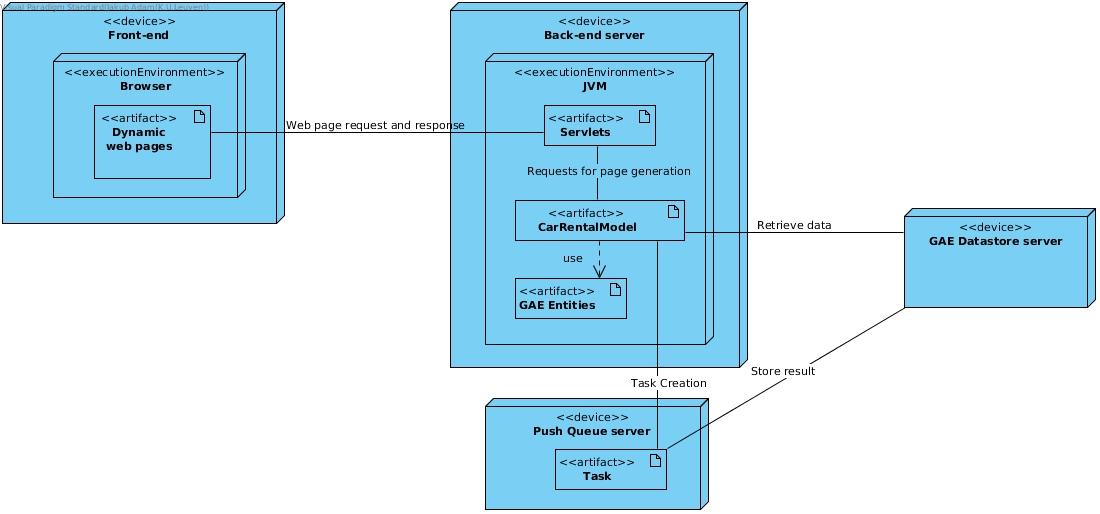 Visual Paradigm Standard(Jakub Adam(K.U.Leuven))
<<device>>
Front-end
<<executionEnvironment>>
Browser
<<artifact>>
Dynamic
web pages
Web page request and response
<<device>>
Back-end server
<<executionEnvironment>>
JVM
<<artifact>>
Servlets
Requests for page generation
<<artifact>>
CarRentalModel
use
<<artifact>>
GAE Entities
Retrieve data
<<device>>
GAE Datastore server
Store result
Task Creation
<<device>>
Push Queue server
<<artifact>>
Task